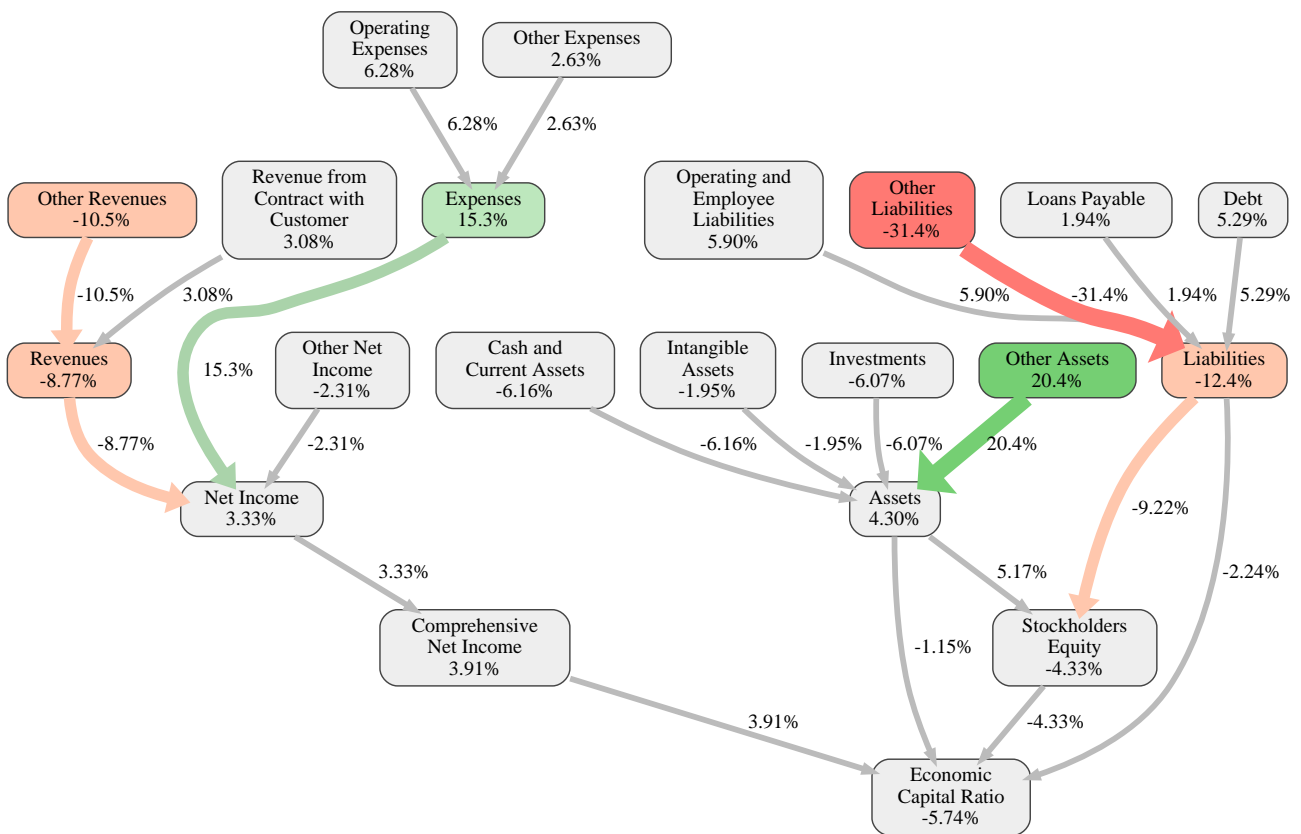 Operating
Expenses
6.28%
Other Expenses
2.63%
6.28%
2.63%
Other Revenues
-10.5%
Revenue from
Contract with
Customer
3.08%
Expenses
15.3%
Operating and
Employee
Liabilities
5.90%
Other
Liabilities
-31.4%
Loans Payable
1.94%
Debt
5.29%
-10.5%
3.08%
5.90%
-31.4%
1.94%
5.29%
Revenues
-8.77%
15.3%
Other Net
Income
-2.31%
Cash and
Current Assets
-6.16%
Intangible
Assets
-1.95%
Investments
-6.07%
Other Assets
20.4%
Liabilities
-12.4%
-8.77%
-2.31%
-6.16%
-1.95%
-6.07%
20.4%
Net Income
3.33%
Assets
4.30%
-9.22%
3.33%
5.17%
-2.24%
Comprehensive
Net Income
3.91%
-1.15%
Stockholders
Equity
-4.33%
3.91%
-4.33%
Economic
Capital Ratio
-5.74%